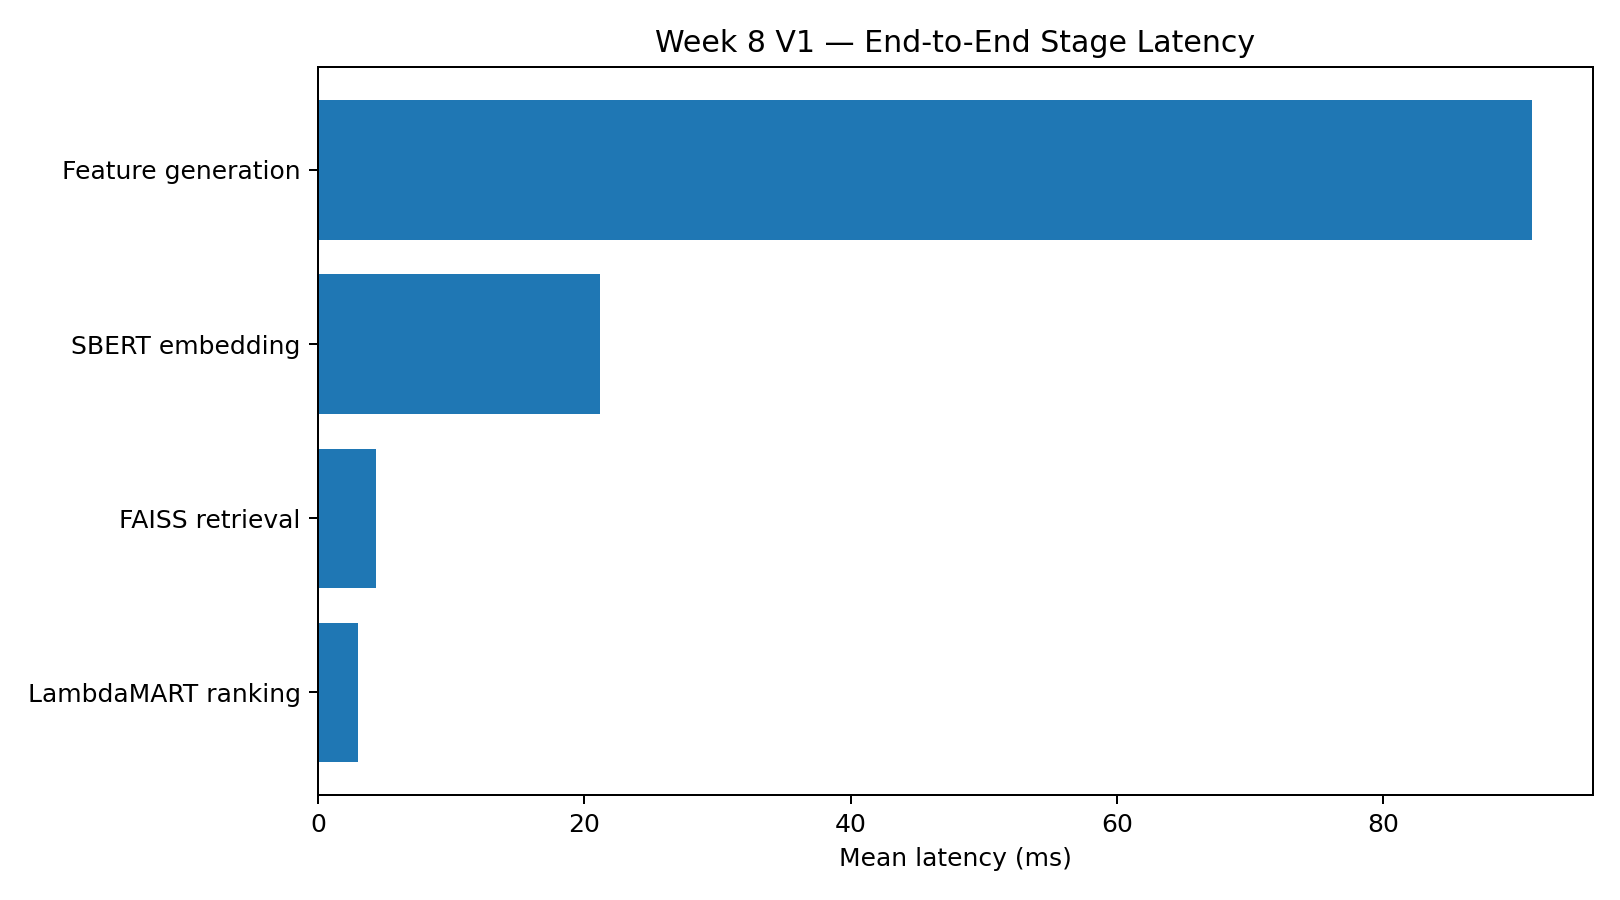 Week 8 V1 — End-to-End Stage Latency
Feature generation
SBERT embedding
FAISS retrieval
LambdaMART ranking
0 20 40 60 80
Mean latency (ms)